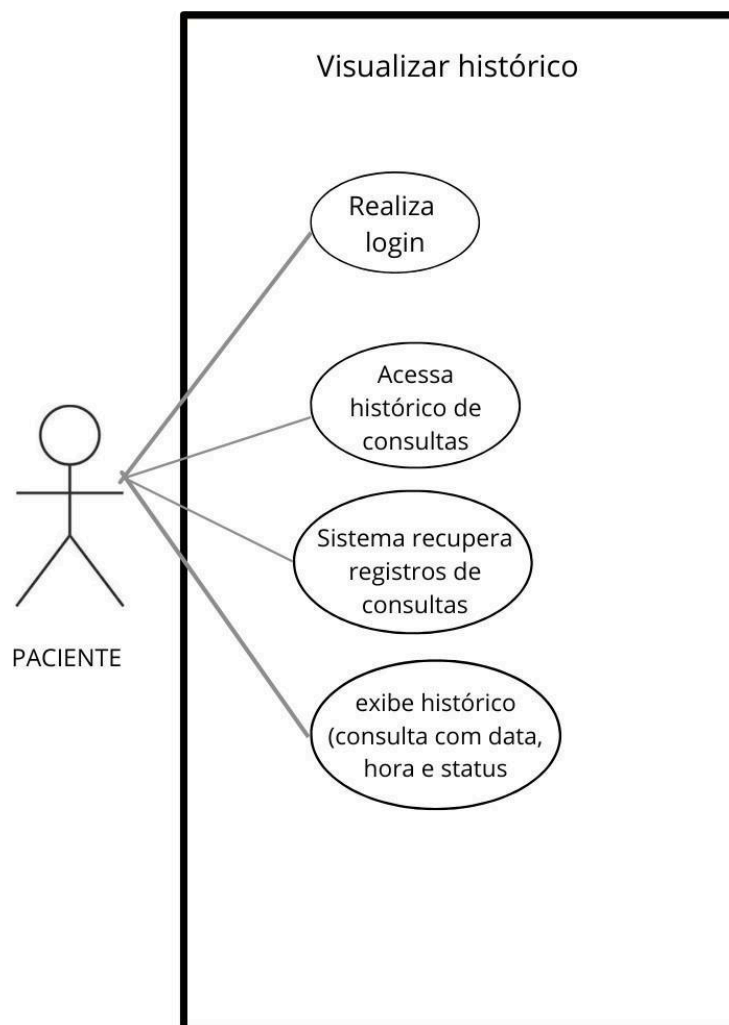 Visualizar histórico
Realiza
login
Acessa
histórico de
consultas
Sistema recupera
registros de
consultas
PACIENTE
exibe histórico
(consulta com data,
hora e status